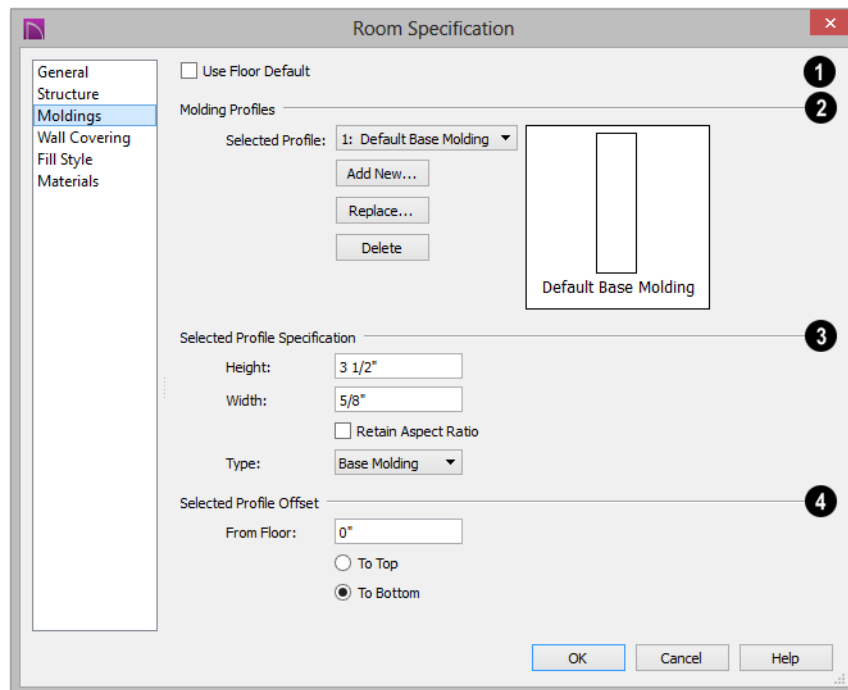 Room Specification
General
Structure
Moldings
Wall Covering
Fill Style
Materials
Use Floor Default
1
Molding Profiles
2
Selected Profile:
1: Default Base Molding
Add New...
Replace...
Delete
Default Base Molding
Selected Profile Specification
3
Height:
3 1/2"
Width:
5/8"
Retain Aspect Ratio
Type:
Base Molding
Selected Profile Offset
4
From Floor:
0"
To Top
To Bottom
OK
Cancel
Help